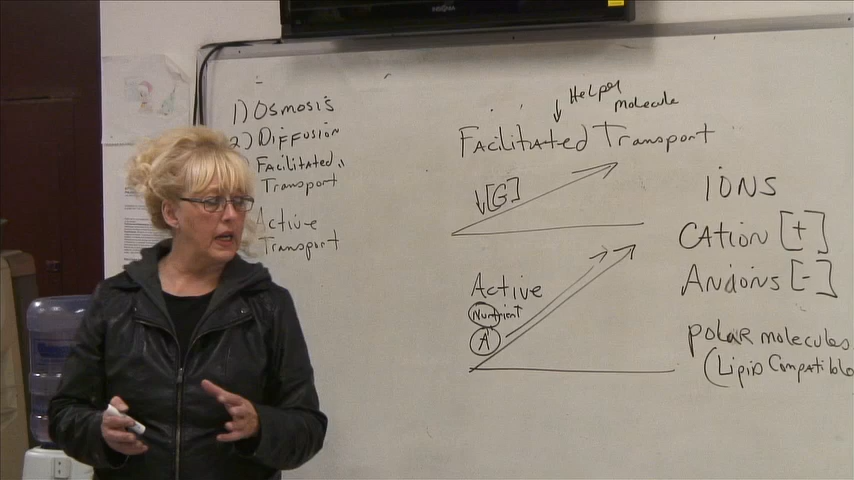 1) Osmosis
2) Diffusion
Facilitated
Transport
Active
Transport
Helper
molecule
Facilitated Transport
↓[G]
Active
Nutrient
A
IONS
CATION [+]
Anions [-]
polar molecules
(Lipid Compatible